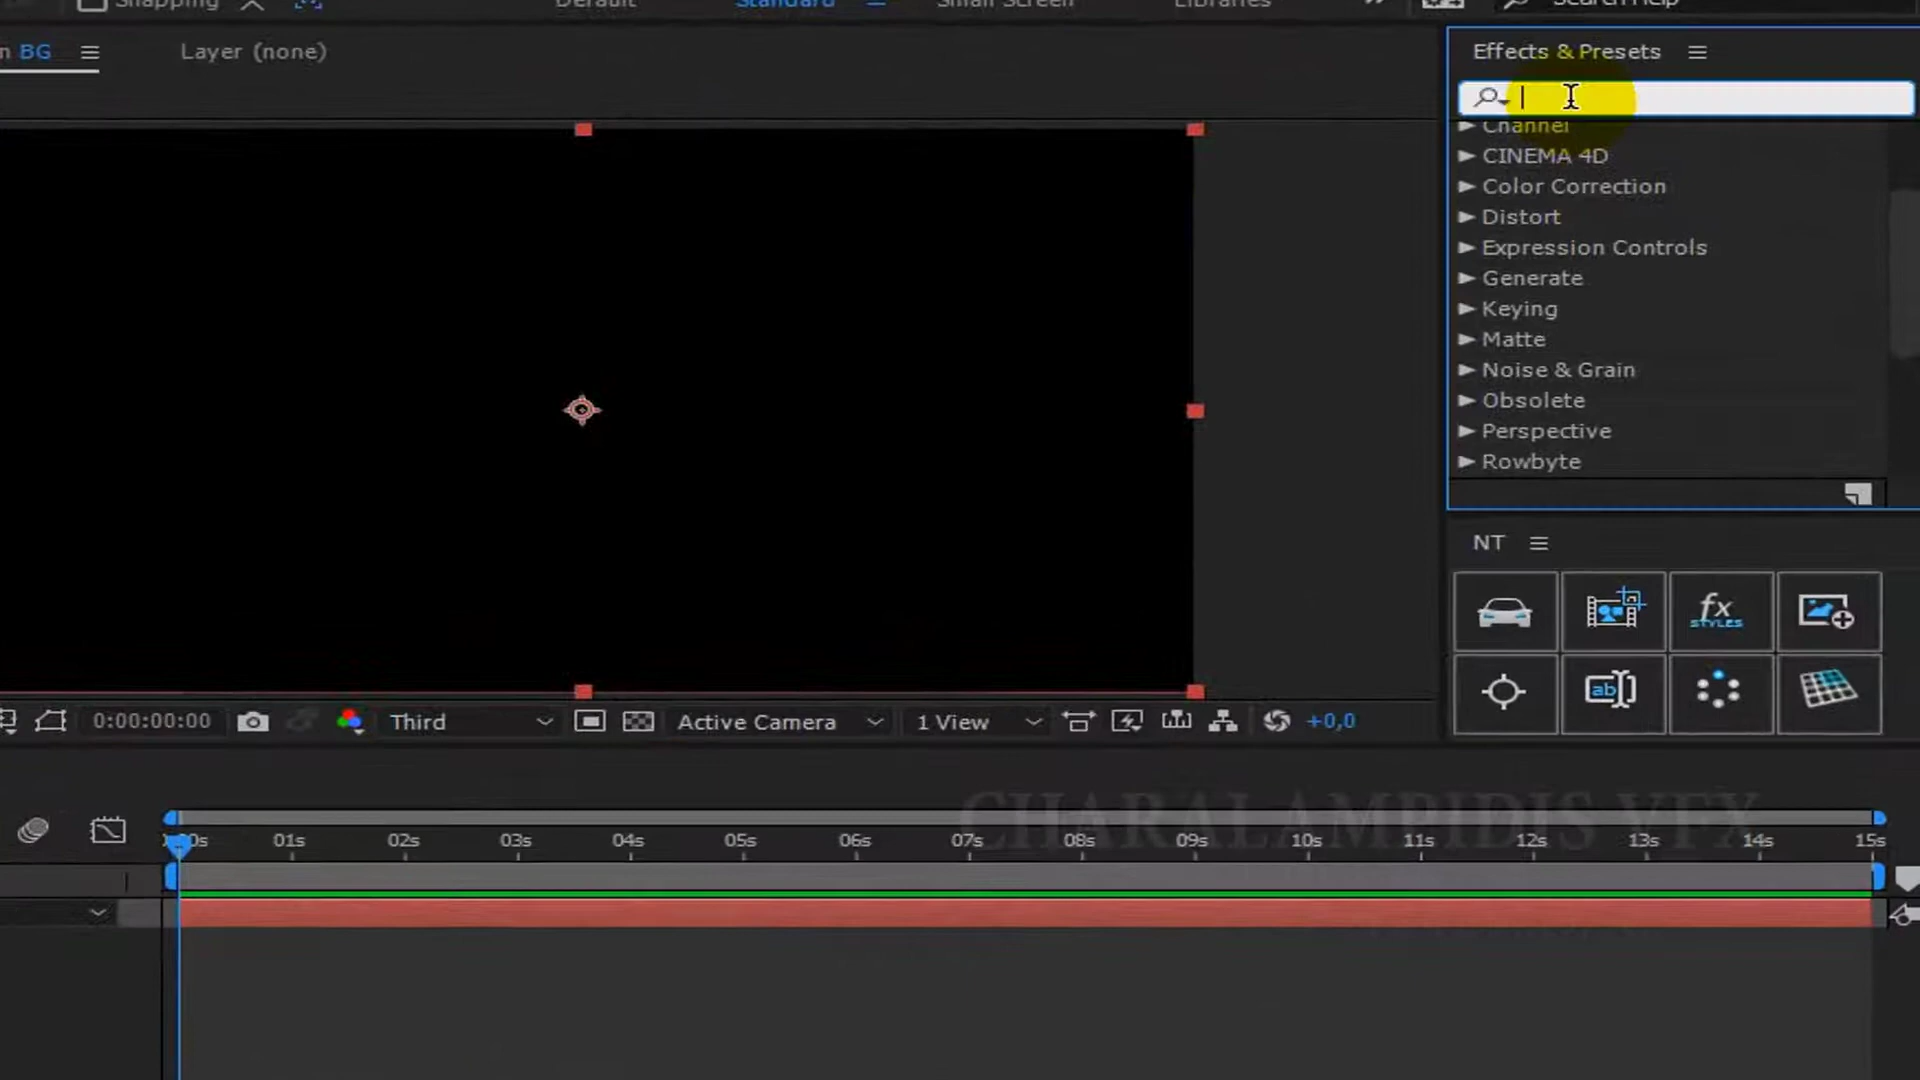 Snapping Default Standard Small Screen Libraries Search Help
BG Layer (none) Effects & Presets
Channel
CINEMA 4D
Color Correction
Distort
Expression Controls
Generate
Keying
Matte
Noise & Grain
Obsolete
Perspective
Rowbyte
NT
fx
STYLES
ab
0:00:00:00 Third Active Camera 1 View +0,0
CHARALAMPIDIS VFX
01s 02s 03s 04s 05s 06s 07s 08s 09s 10s 11s 12s 13s 14s 15s